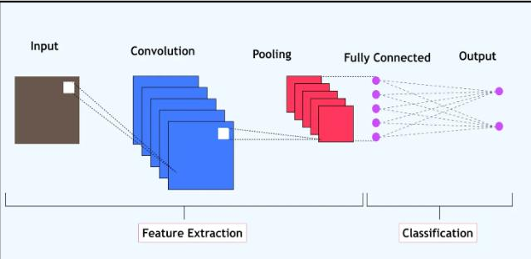 Input
Convolution
Pooling
Fully Connected
Output
Feature Extraction
Classification